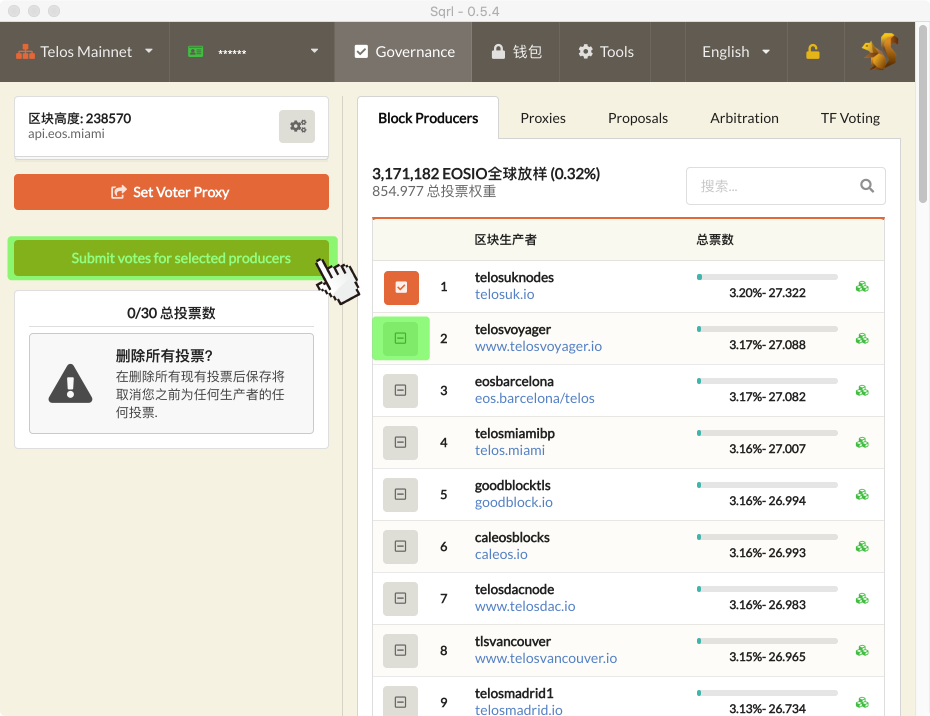 Sqrl - 0.5.4
Telos Mainnet
******
Governance
钱包
Tools
English
区块高度: 238570
api.eos.miami
Set Voter Proxy
Submit votes for selected producers
0/30 总投票数
删除所有投票?
在删除所有现有投票后保存将
取消您之前为任何生产者的任
何投票.
Block Producers
Proxies
Proposals
Arbitration
TF Voting
3,171,182 EOSIO全球放样 (0.32%)
854.977 总投票权重
搜索...
区块生产者 总票数
1 telosuknodes
telosuk.io
3.20%- 27.322
2 telosvoyager
www.telosvoyager.io
3.17%- 27.088
3 eosbarcelona
eos.barcelona/telos
3.17%- 27.082
4 telosmiamibp
telos.miami
3.16%- 27.007
5 goodblocktls
goodblock.io
3.16%- 26.994
6 caleosblocks
caleos.io
3.16%- 26.993
7 telosdacnode
www.telosdac.io
3.16%- 26.983
8 tlsvancouver
www.telosvancouver.io
3.15%- 26.965
9 telosmadrid1
telosmadrid.io
3.13%- 26.734